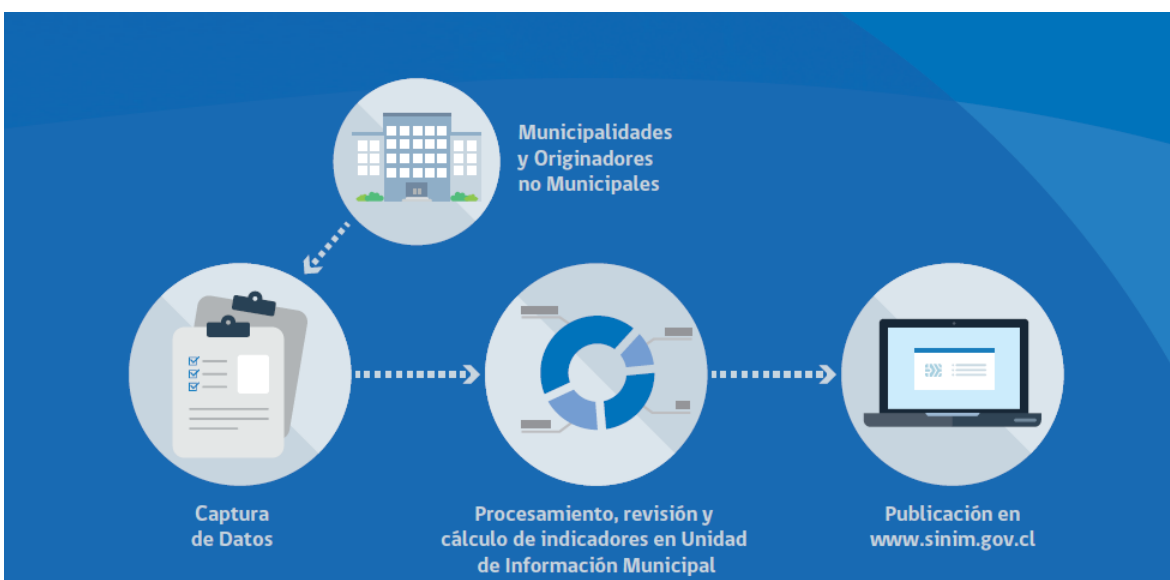 Municipalidades
y Originadores
no Municipales
Captura
de Datos
Procesamiento, revisión y
cálculo de indicadores en Unidad
de Información Municipal
Publicación en
www.sinim.gov.cl